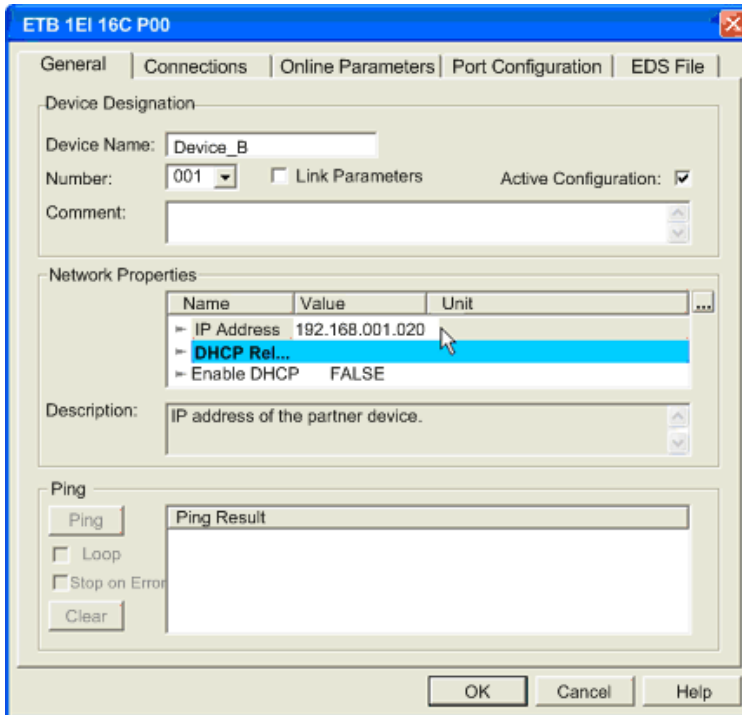 ETB 1EI 16C P00
General Connections Online Parameters Port Configuration EDS File
Device Designation
Device Name: Device_B
Number: 001 Link Parameters Active Configuration:
Comment:
Network Properties
Name Value Unit ...
IP Address 192.168.001.020
DHCP Rel...
Enable DHCP FALSE
Description: IP address of the partner device.
Ping
Ping Ping Result
Loop
Stop on Error
Clear
OK Cancel Help